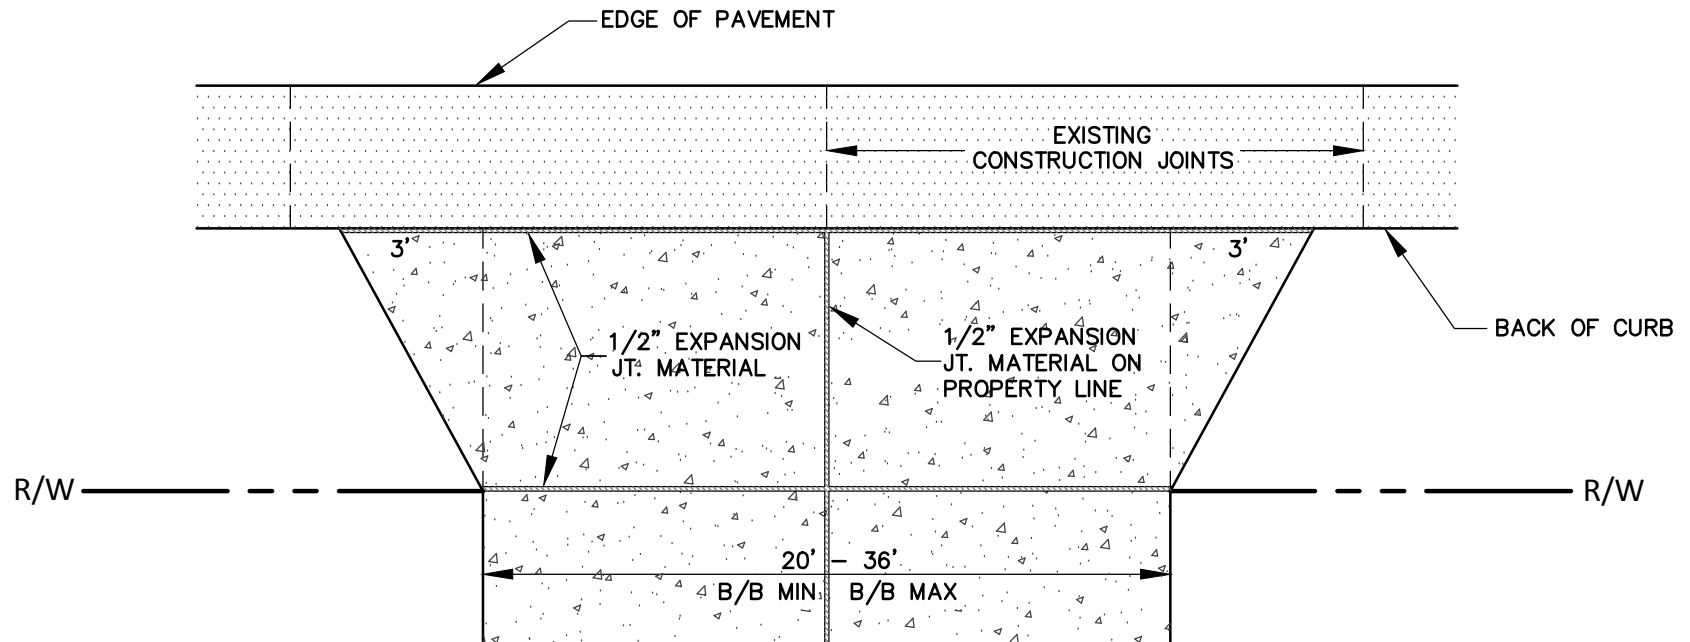 EDGE OF PAVEMENT
EXISTING
CONSTRUCTION JOINTS
3'
3'
1/2" EXPANSION
JT. MATERIAL
1/2" EXPANSION
JT. MATERIAL ON
PROPERTY LINE
BACK OF CURB
R/W
R/W
20' – 36'
B/B MIN. B/B MAX